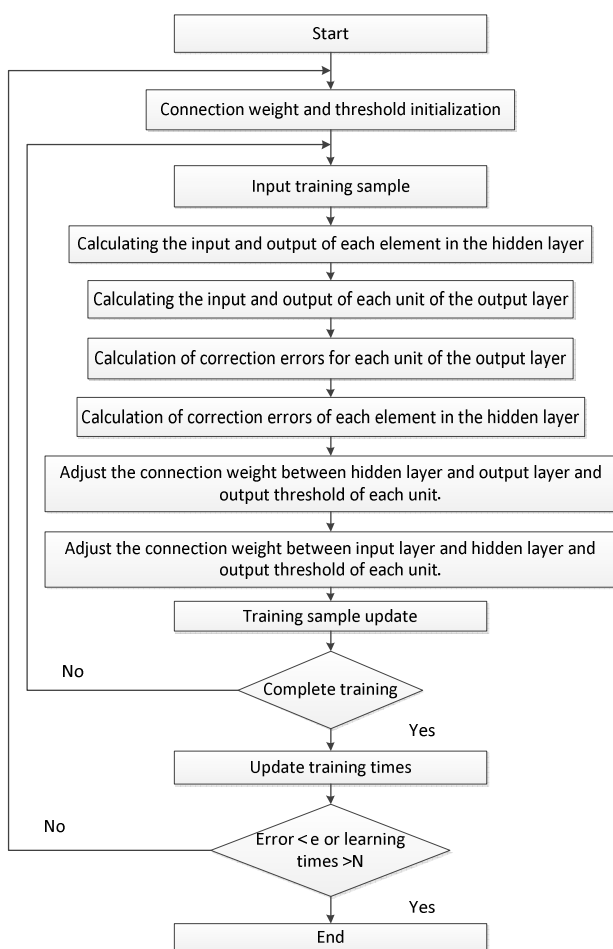 Start
Connection weight and threshold initialization
Input training sample
Calculating the input and output of each element in the hidden layer
Calculating the input and output of each unit of the output layer
Calculation of correction errors for each unit of the output layer
Calculation of correction errors of each element in the hidden layer
Adjust the connection weight between hidden layer and output layer and
output threshold of each unit.
Adjust the connection weight between input layer and hidden layer and
output threshold of each unit.
Training sample update
No
Complete training
Yes
Update training times
No
Error < e or learning
times >N
Yes
End